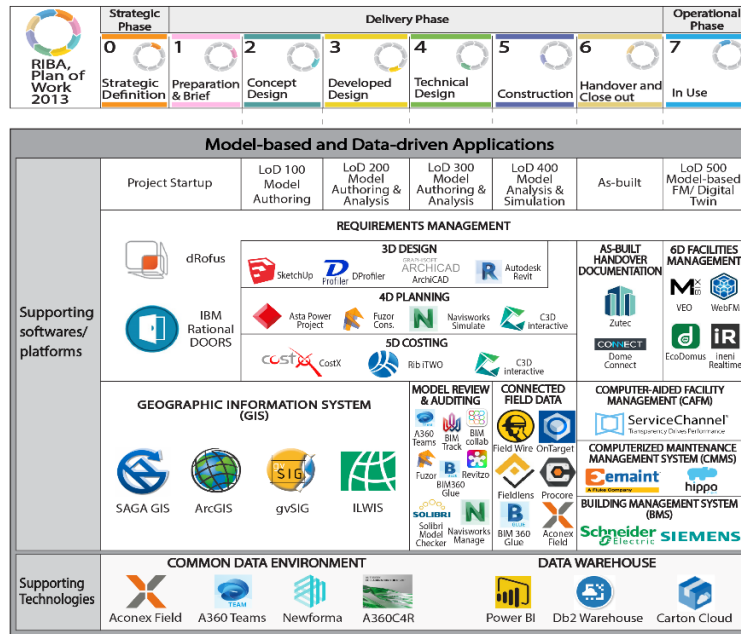 RIBA,
Plan of
Work
2013
Strategic
Phase
Delivery Phase
Operational
Phase
0
Strategic
Definition
1
Preparation
& Brief
2
Concept
Design
3
Developed
Design
4
Technical
Design
5
Construction
6
Handover and
Close out
7
In Use
Model-based and Data-driven Applications
Project Startup
LoD 100
Model
Authoring
LoD 200
Model
Authoring &
Analysis
LoD 300
Model
Authoring &
Analysis
LoD 400
Model
Analysis &
Simulation
As-built
LoD 500
Model-based
FM/ Digital
Twin
Supporting
softwares/
platforms
REQUIREMENTS MANAGEMENT
dRofus
IBM
Rational
DOORS
3D DESIGN
SketchUp
Profiler
DProfiler
GRAPHISOFT
ARCHICAD
ArchiCAD
R
Autodesk
Revit
4D PLANNING
Asta Power
Project
Fuzor
Cons.
N
Navisworks
Simulate
C3D
interactive
5D COSTING
costX
CostX
Rib iTWO
C3D
interactive
AS-BUILT
HANDOVER
DOCUMENTATION
Zutec
CONNECT
Dome
Connect
6D FACILITIES
MANAGEMENT
VEO
WebFM
EcoDomus
iR
ineni
Realtime
GEOGRAPHIC INFORMATION SYSTEM
(GIS)
SAGA GIS
ArcGIS
gv
SIG
gvSIG
ILWIS
MODEL REVIEW
& AUDITING
A360
Teams
BIM
Track
BIM
collab
Fuzor
BLUE
BIM360
Glue
Revitzo
SOLIBRI
Solibri
Model
Checker
N
Navisworks
Manage
CONNECTED
FIELD DATA
Field Wire
OnTarget
Fieldlens
Procore
B
BLUE
BIM 360
Glue
Aconex
Field
COMPUTER-AIDED FACILITY
MANAGEMENT (CAFM)
ServiceChannel
Transparency Drives Performance
COMPUTERIZED MAINTENANCE
MANAGEMENT SYSTEM (CMMS)
emaint
A Fluke Company
hippo
BUILDING MANAGEMENT SYSTEM
(BMS)
Schneider
Electric
SIEMENS
Supporting
Technologies
COMMON DATA ENVIRONMENT
Aconex Field
TEAM
A360 Teams
Newforma
A360C4R
DATA WAREHOUSE
Power BI
Db2 Warehouse
Carton Cloud